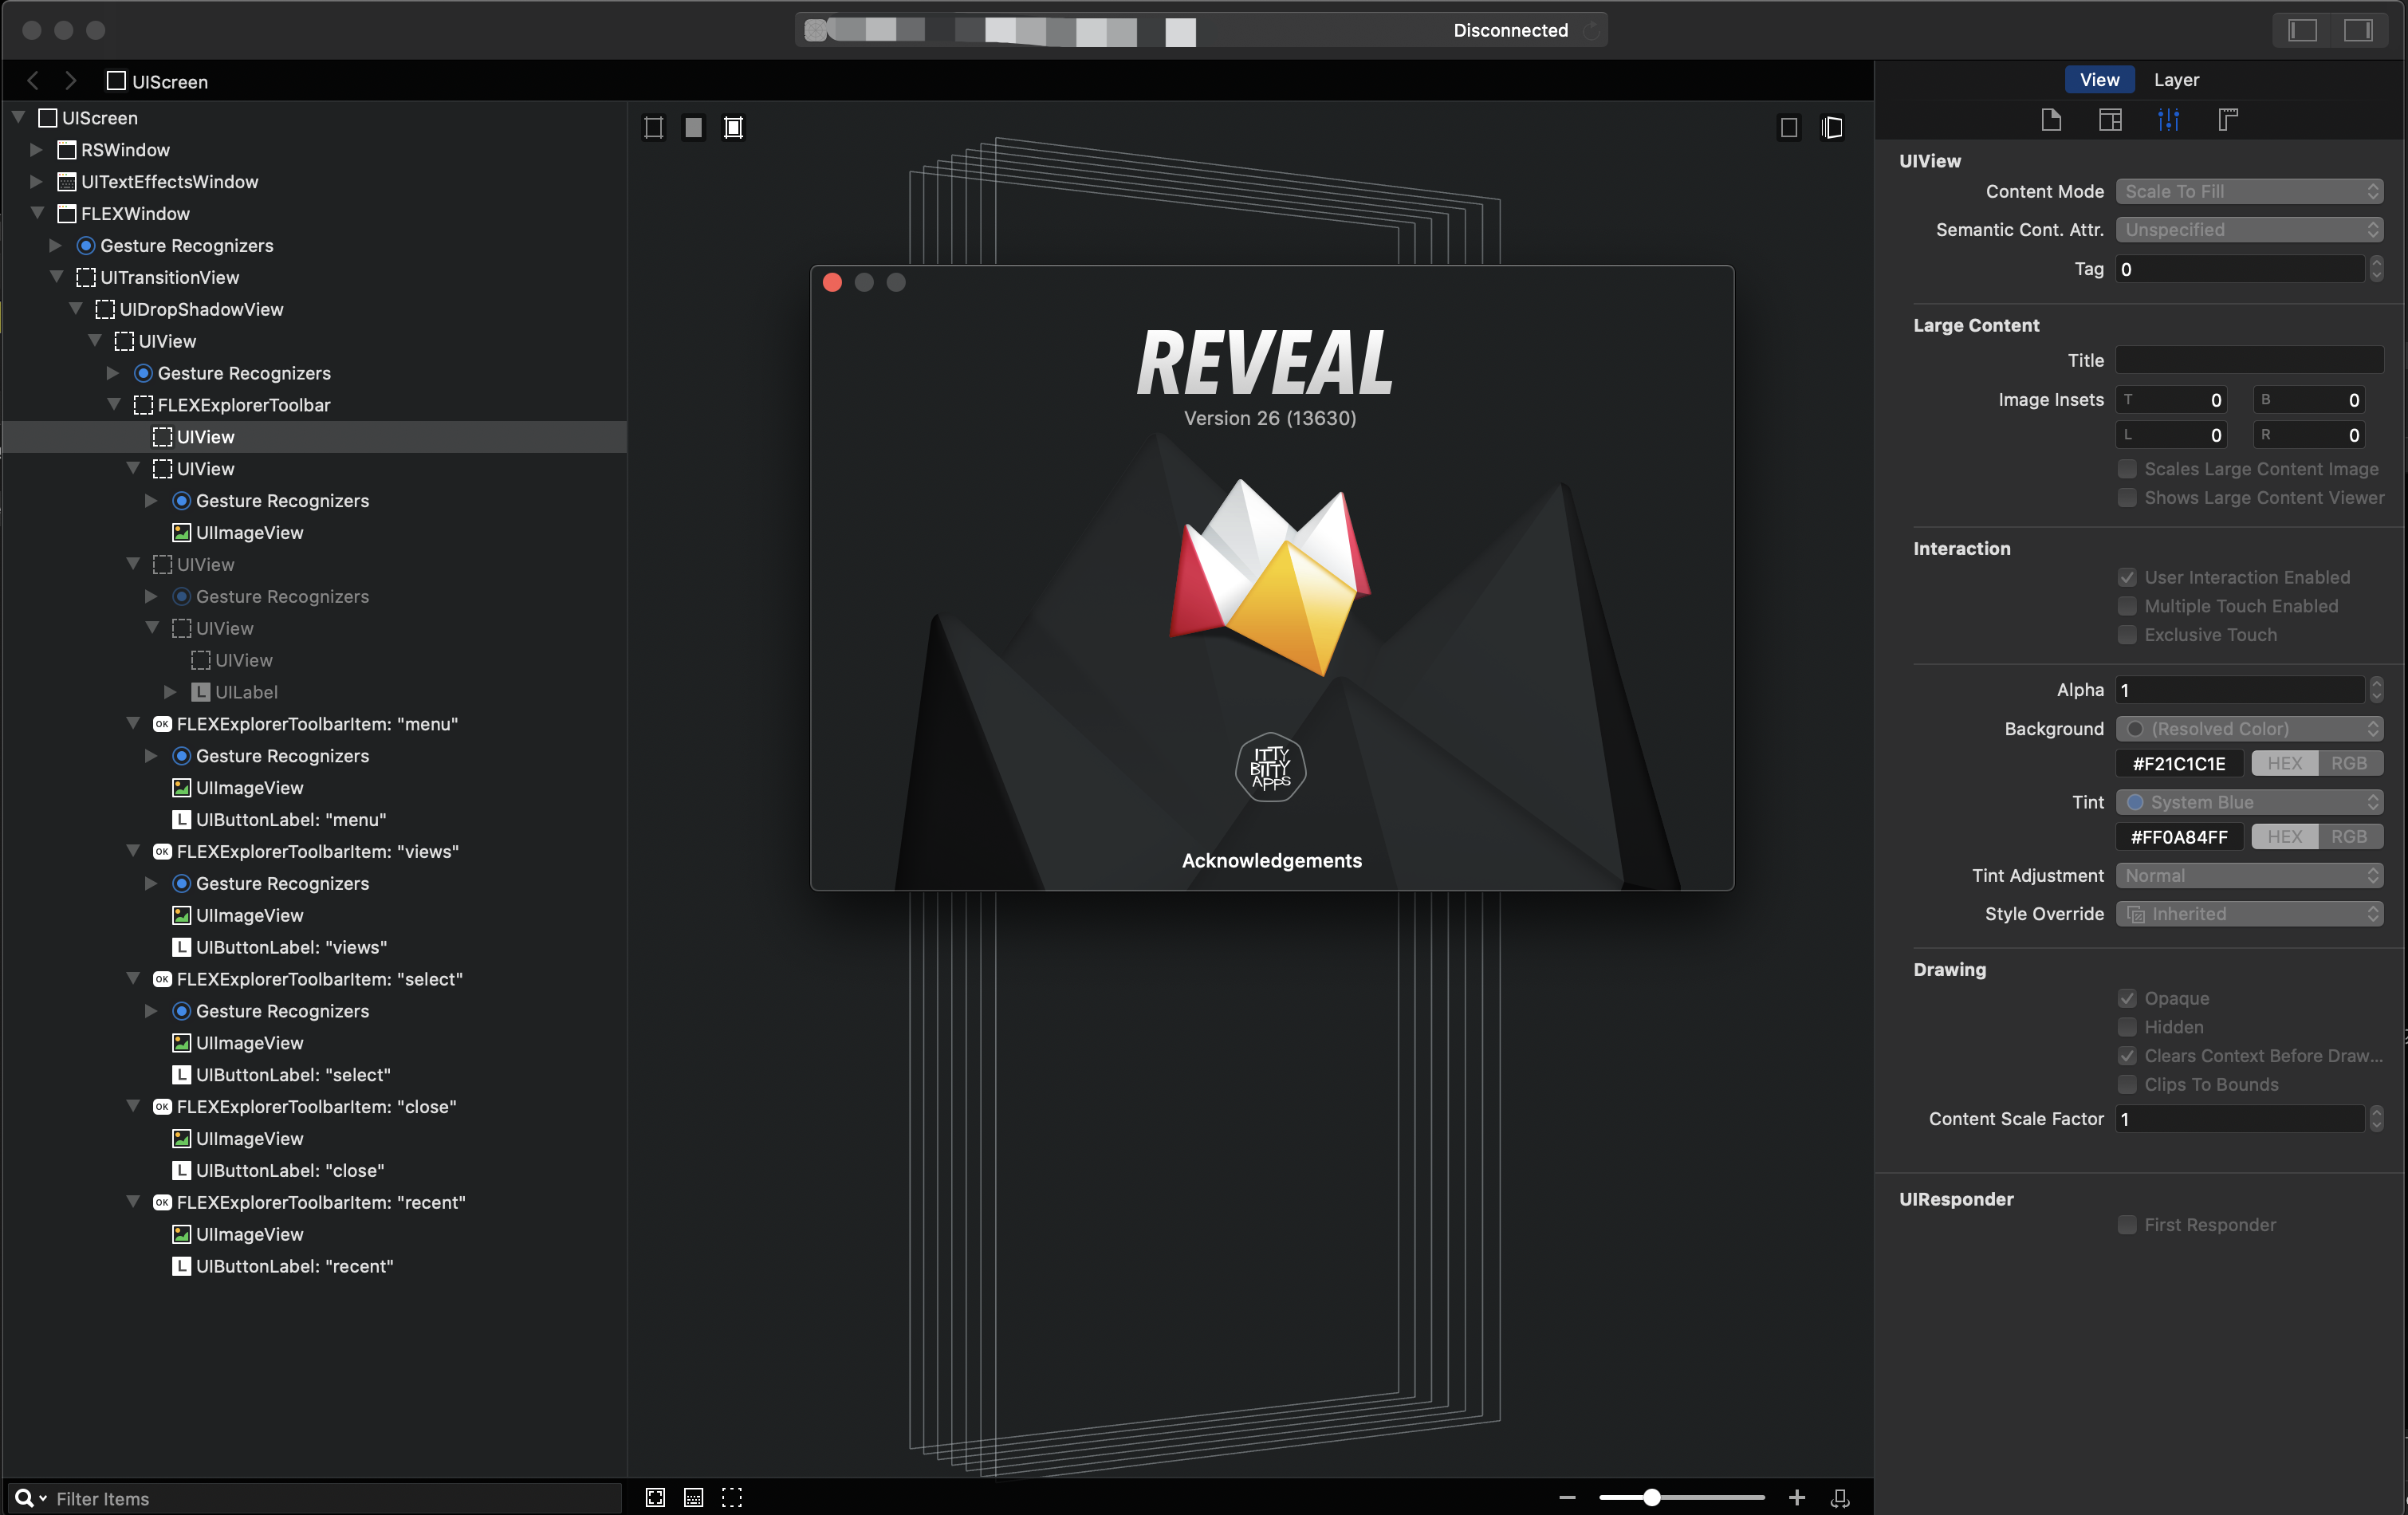 Disconnected
UIScreen
UIScreen
RSWindow
UITextEffectsWindow
FLEXWindow
Gesture Recognizers
UITransitionView
UIDropShadowView
UIView
Gesture Recognizers
FLEXExplorerToolbar
UIView
UIView
Gesture Recognizers
UIImageView
UIView
Gesture Recognizers
UIView
UIView
L UILabel
OK FLEXExplorerToolbarItem: "menu"
Gesture Recognizers
UIImageView
L UIButtonLabel: "menu"
OK FLEXExplorerToolbarItem: "views"
Gesture Recognizers
UIImageView
L UIButtonLabel: "views"
OK FLEXExplorerToolbarItem: "select"
Gesture Recognizers
UIImageView
L UIButtonLabel: "select"
OK FLEXExplorerToolbarItem: "close"
UIImageView
L UIButtonLabel: "close"
OK FLEXExplorerToolbarItem: "recent"
UIImageView
L UIButtonLabel: "recent"
Filter Items
REVEAL
Version 26 (13630)
ITTY
BITTY
APPS
Acknowledgements
View Layer
UIView
Content Mode Scale To Fill
Semantic Cont. Attr. Unspecified
Tag 0
Large Content
Title
Image Insets T 0 B 0
L 0 R 0
Scales Large Content Image
Shows Large Content Viewer
Interaction
User Interaction Enabled
Multiple Touch Enabled
Exclusive Touch
Alpha 1
Background (Resolved Color)
#F21C1C1E HEX RGB
Tint System Blue
#FF0A84FF HEX RGB
Tint Adjustment Normal
Style Override Inherited
Drawing
Opaque
Hidden
Clears Context Before Draw...
Clips To Bounds
Content Scale Factor 1
UIResponder
First Responder